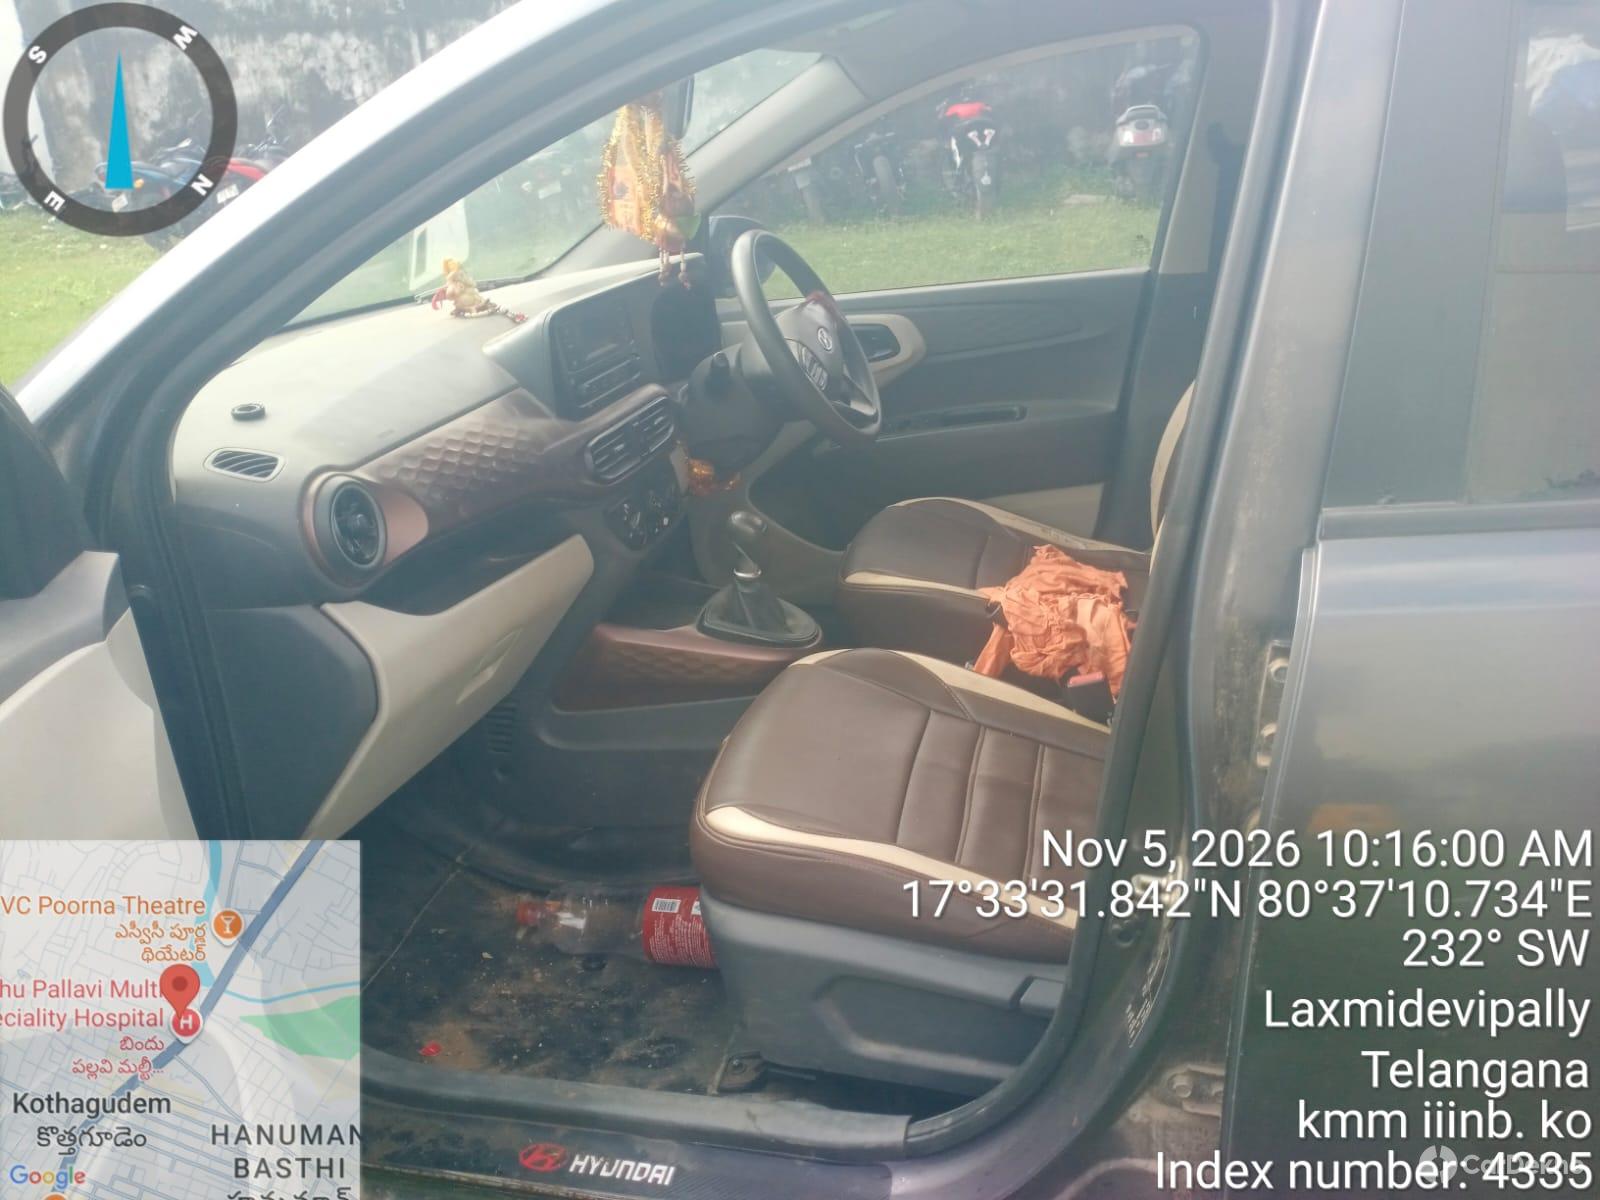 S
W
N
E
Nov 5, 2026 10:16:00 AM
17°33'31.842"N 80°37'10.734"E
232° SW
Laxmidevipally
Telangana
kmm iiinb. ko
Index number: 4335
CarDekho
VC Poorna Theatre
ఎస్వీసీ పూర్ణ
థియేటర్
hu Pallavi Multi
eciality Hospital
H
బిందు
పల్లవి మల్టీ...
Kothagudem
కొత్తగూడెం
HANUMAN
BASTHI
Google
HYUNDAI